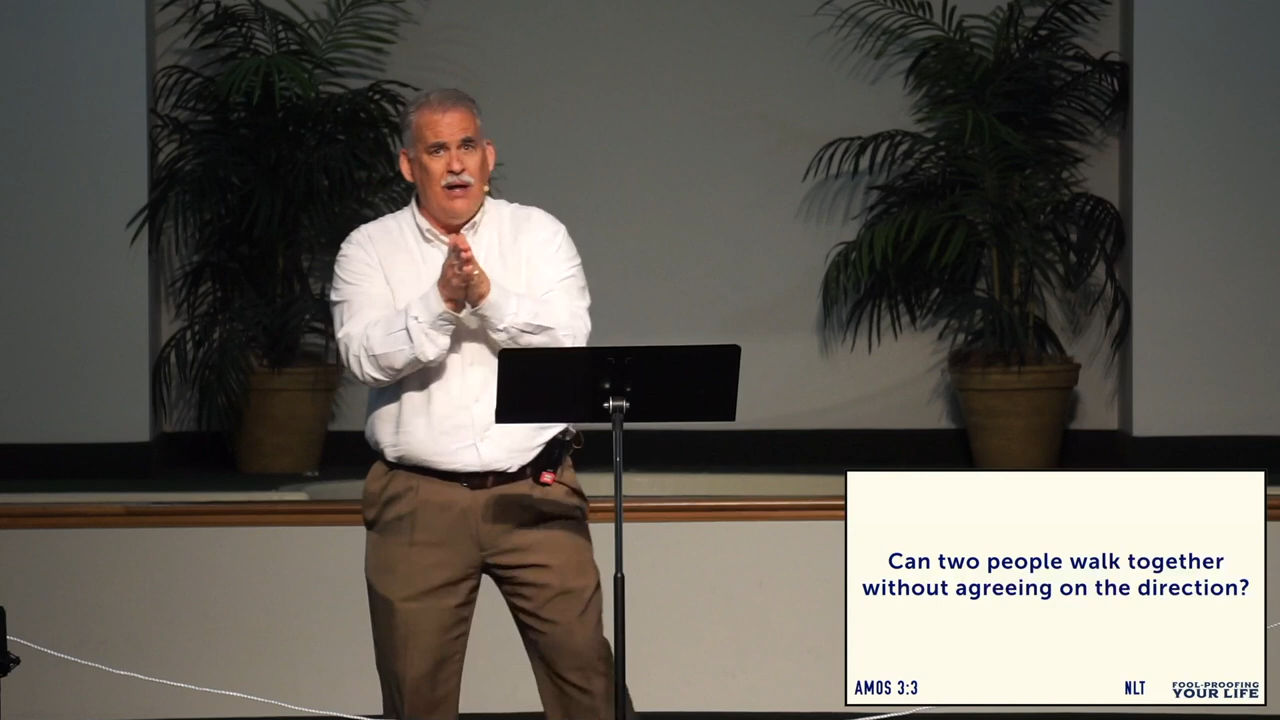 Can two people walk together
without agreeing on the direction?
AMOS 3:3
NLT
FOOL-PROOFING
YOUR LIFE